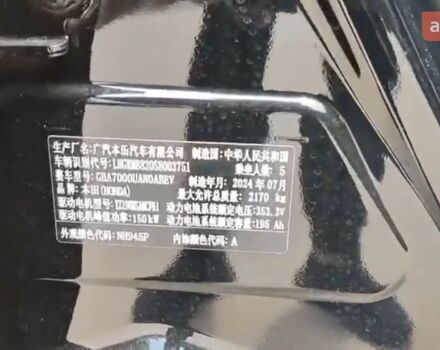 生产厂名：广汽本田汽车有限公司 制造国：中华人民共和国
车辆识别代号： 乘坐人数：5
整车型号：GHA7000UANOABEV 制造年月：2024年07月
品牌：本田(HONDA) 最大允许总质量：2170 kg
驱动电机型号： 动力电池系统额定电压：353.3V
驱动电机峰值功率：150kW 动力电池系统额定容量：195 Ah
外观颜色代码：NH945P 内饰颜色代码：A
a